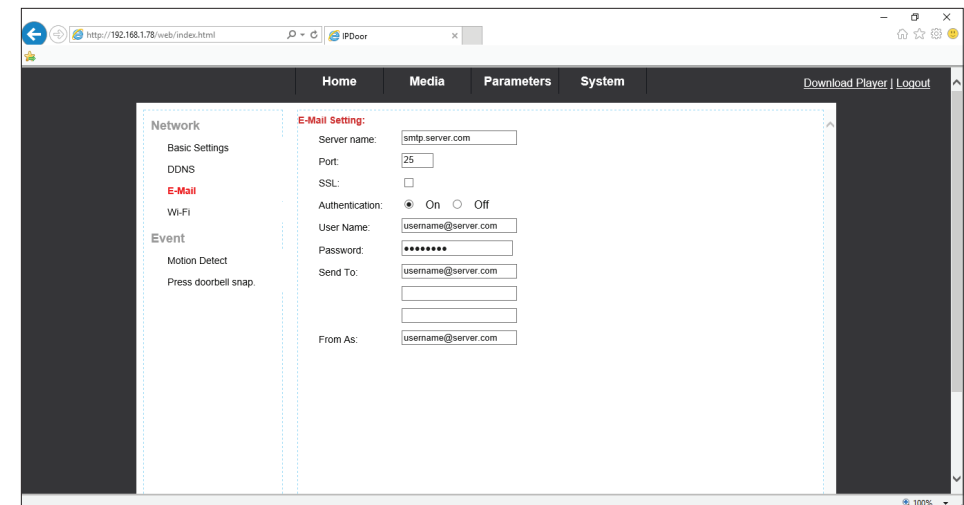 http://192.168.1.78/web/index.html
IPDoor
Home Media Parameters System
Download Player | Logout
Network
Basic Settings
DDNS
E-Mail
Wi-Fi
Event
Motion Detect
Press doorbell snap.
E-Mail Setting:
Server name: smtp.server.com
Port: 25
SSL:
Authentication: On Off
User Name: username@server.com
Password: ••••••••
Send To: username@server.com
From As: username@server.com
100%